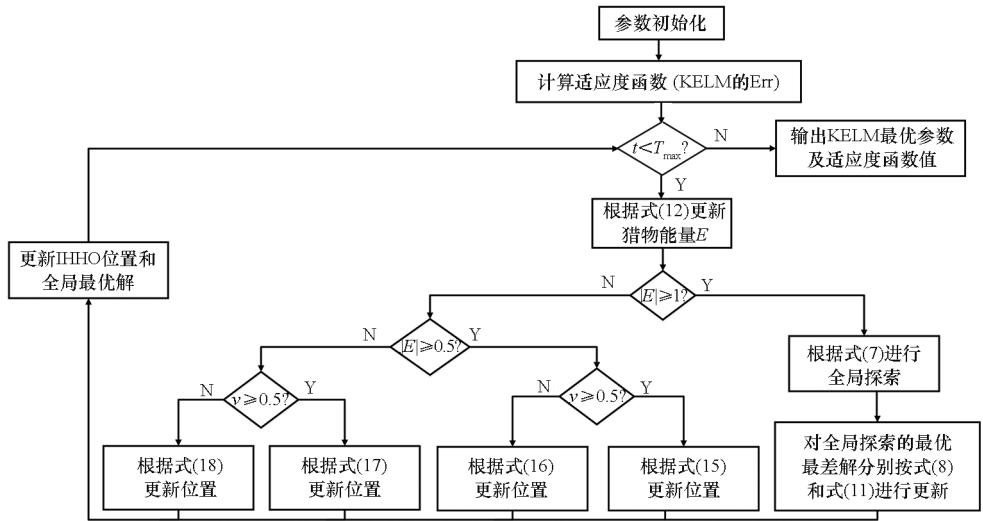 参数初始化
计算适应度函数 (KELM的Err)
t<Tmax?
N
输出KELM最优参数
及适应度函数值
Y
根据式(12)更新
猎物能量E
更新IHHO位置和
全局最优解
N
|E|≥1?
Y
N
|E|≥0.5?
Y
根据式(7)进行
全局探索
N
v≥0.5?
Y
N
v≥0.5?
Y
根据式(18)
更新位置
根据式(17)
更新位置
根据式(16)
更新位置
根据式(15)
更新位置
对全局探索的最优
最差解分别按式(8)
和式(11)进行更新